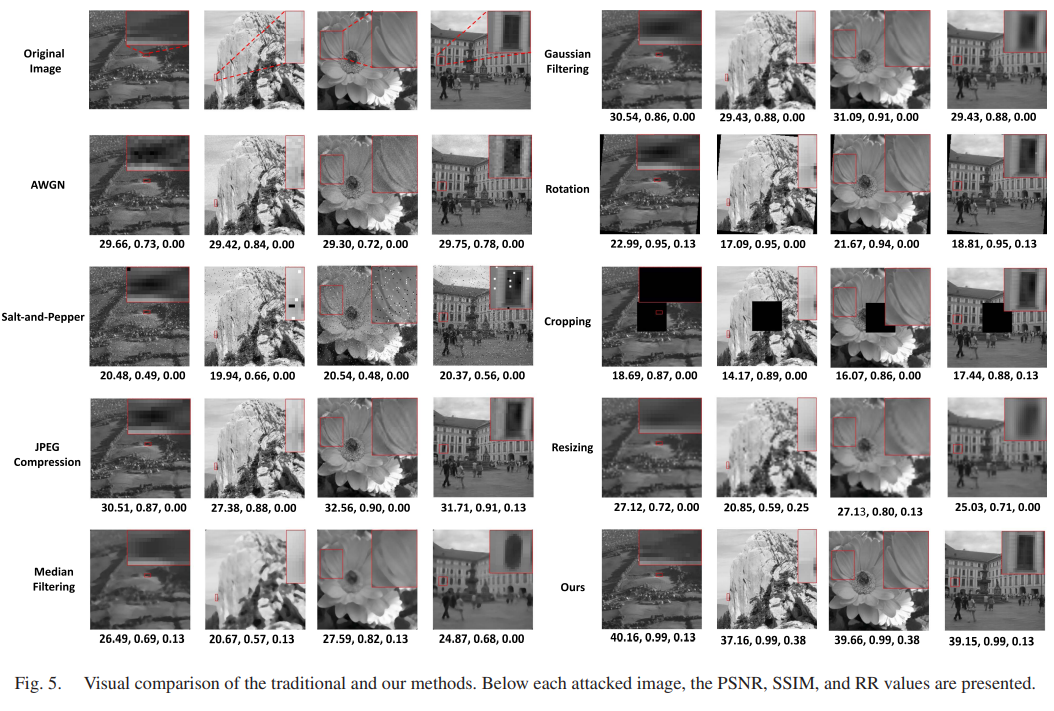 Original
Image
Gaussian
Filtering
30.54, 0.86, 0.00
29.43, 0.88, 0.00
31.09, 0.91, 0.00
29.43, 0.88, 0.00
AWGN
29.66, 0.73, 0.00
29.42, 0.84, 0.00
29.30, 0.72, 0.00
29.75, 0.78, 0.00
Rotation
22.99, 0.95, 0.13
17.09, 0.95, 0.00
21.67, 0.94, 0.00
18.81, 0.95, 0.13
Salt-and-Pepper
20.48, 0.49, 0.00
19.94, 0.66, 0.00
20.54, 0.48, 0.00
20.37, 0.56, 0.00
Cropping
18.69, 0.87, 0.00
14.17, 0.89, 0.00
16.07, 0.86, 0.00
17.44, 0.88, 0.13
JPEG
Compression
30.51, 0.87, 0.00
27.38, 0.88, 0.00
32.56, 0.90, 0.00
31.71, 0.91, 0.13
Resizing
27.12, 0.72, 0.00
20.85, 0.59, 0.25
27.13, 0.80, 0.13
25.03, 0.71, 0.00
Median
Filtering
26.49, 0.69, 0.13
20.67, 0.57, 0.13
27.59, 0.82, 0.13
24.87, 0.68, 0.00
Ours
40.16, 0.99, 0.13
37.16, 0.99, 0.38
39.66, 0.99, 0.38
39.15, 0.99, 0.13
Fig. 5. Visual comparison of the traditional and our methods. Below each attacked image, the PSNR, SSIM, and RR values are presented.